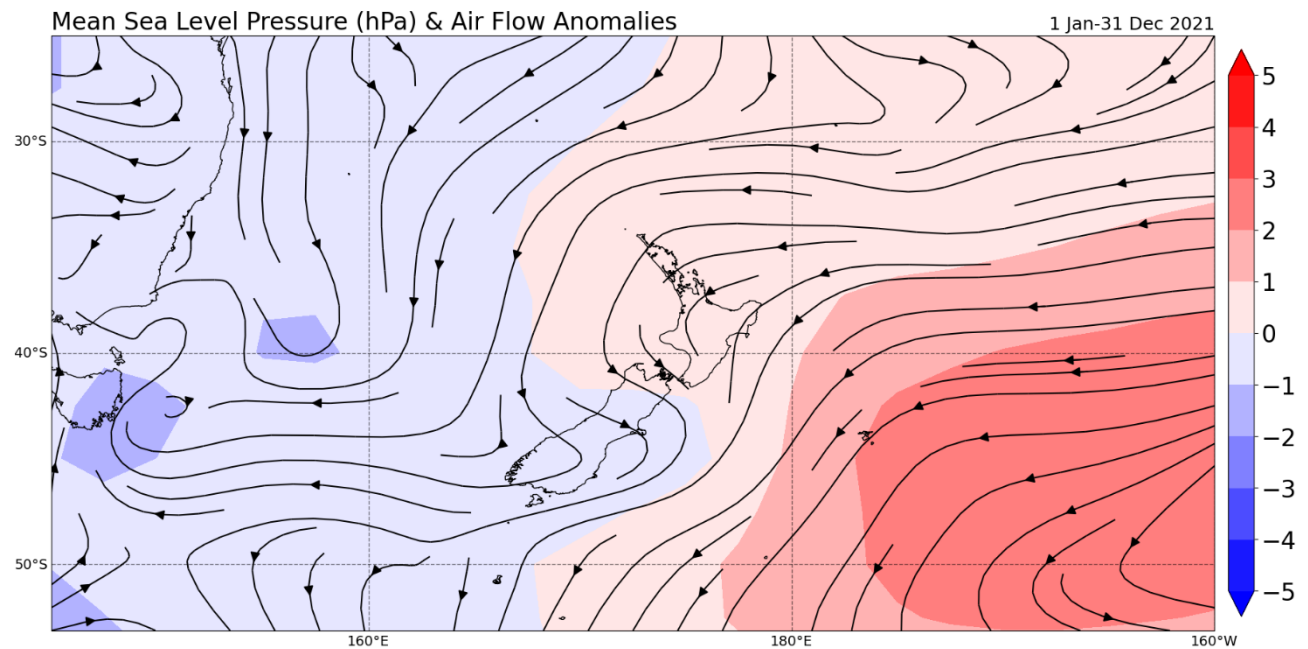 Mean Sea Level Pressure (hPa) & Air Flow Anomalies
1 Jan-31 Dec 2021
30°S
40°S
50°S
160°E
180°E
160°W
5
4
3
2
1
0
−1
−2
−3
−4
−5